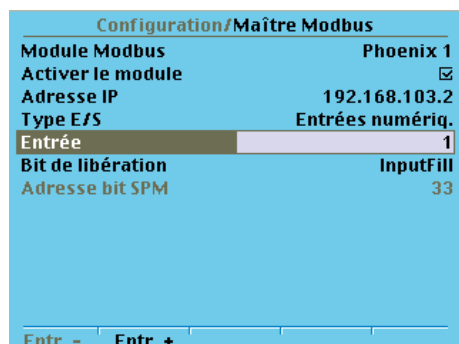 Configuration/Maître Modbus
Module Modbus Phoenix 1
Activer le module
Adresse IP 192.168.103.2
Type E/S Entrées numériq.
Entrée 1
Bit de libération InputFill
Adresse bit SPM 33
Entr. - Entr. +